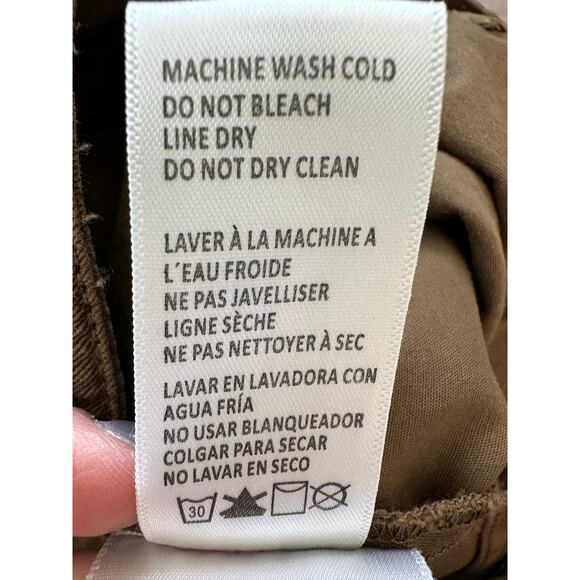 MACHINE WASH COLD
DO NOT BLEACH
LINE DRY
DO NOT DRY CLEAN
LAVER À LA MACHINE A
L´EAU FROIDE
NE PAS JAVELLISER
LIGNE SÈCHE
NE PAS NETTOYER À SEC
LAVAR EN LAVADORA CON
AGUA FRÍA
NO USAR BLANQUEADOR
COLGAR PARA SECAR
NO LAVAR EN SECO
30